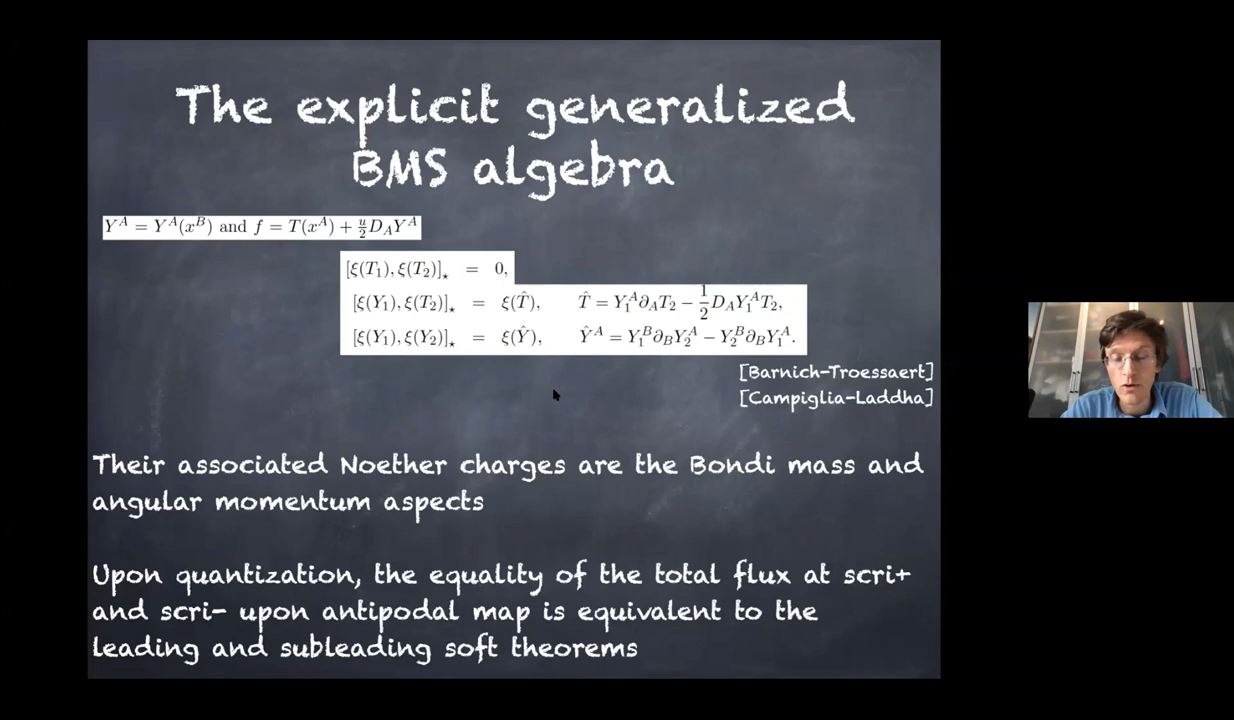 The explicit generalized
BMS algebra
Y^A = Y^A(x^B) and f = T(x^A) + \frac{u}{2} D_A Y^A
[ξ(T_1), ξ(T_2)]_⋆ = 0,
[ξ(Y_1), ξ(T_2)]_⋆ = ξ(\hat{T}), \hat{T} = Y_1^A ∂_A T_2 − \frac{1}{2} D_A Y_1^A T_2,
[ξ(Y_1), ξ(Y_2)]_⋆ = ξ(\hat{Y}), \hat{Y}^A = Y_1^B ∂_B Y_2^A − Y_2^B ∂_B Y_1^A.
[Barnich-Troessaert]
[Campiglia-Laddha]
Their associated Noether charges are the Bondi mass and
angular momentum aspects
Upon quantization, the equality of the total flux at scri+
and scri- upon antipodal map is equivalent to the
leading and subleading soft theorems